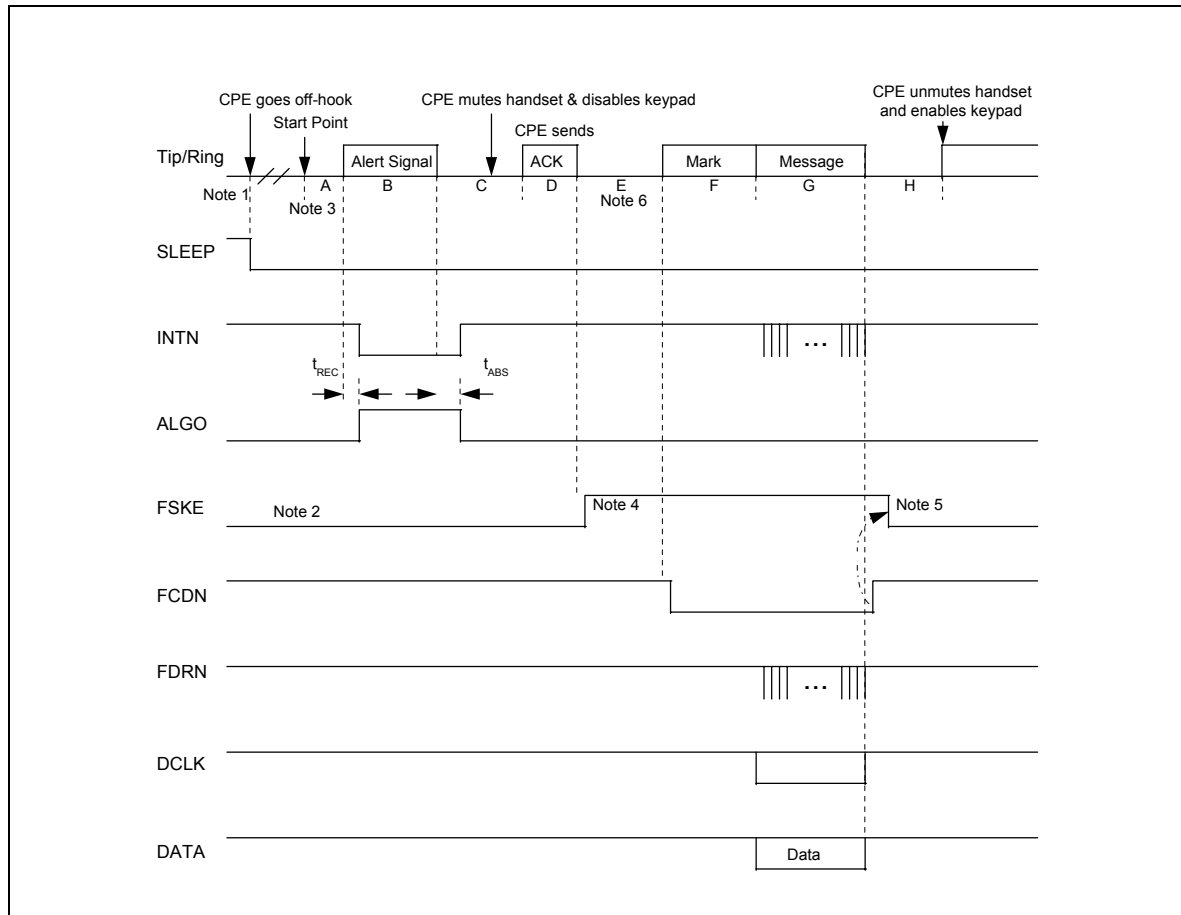 CPE goes off-hook
Start Point
CPE mutes handset & disables keypad
CPE sends
CPE unmutes handset
and enables keypad
Tip/Ring
Alert Signal
ACK
Mark
Message
A
B
C
D
E
F
G
H
Note 1
Note 3
Note 6
SLEEP
INTN
...
tREC
tABS
ALGO
FSKE
Note 2
Note 4
Note 5
FCDN
FDRN
...
DCLK
DATA
Data